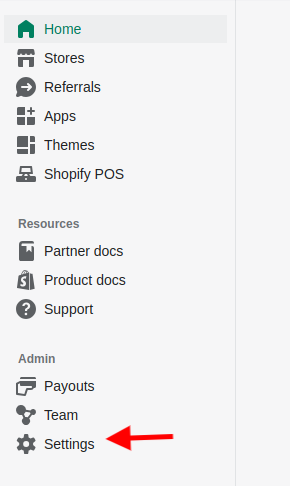 Home
Stores
Referrals
Apps
Themes
Shopify POS
Resources
Partner docs
Product docs
Support
Admin
Payouts
Team
Settings